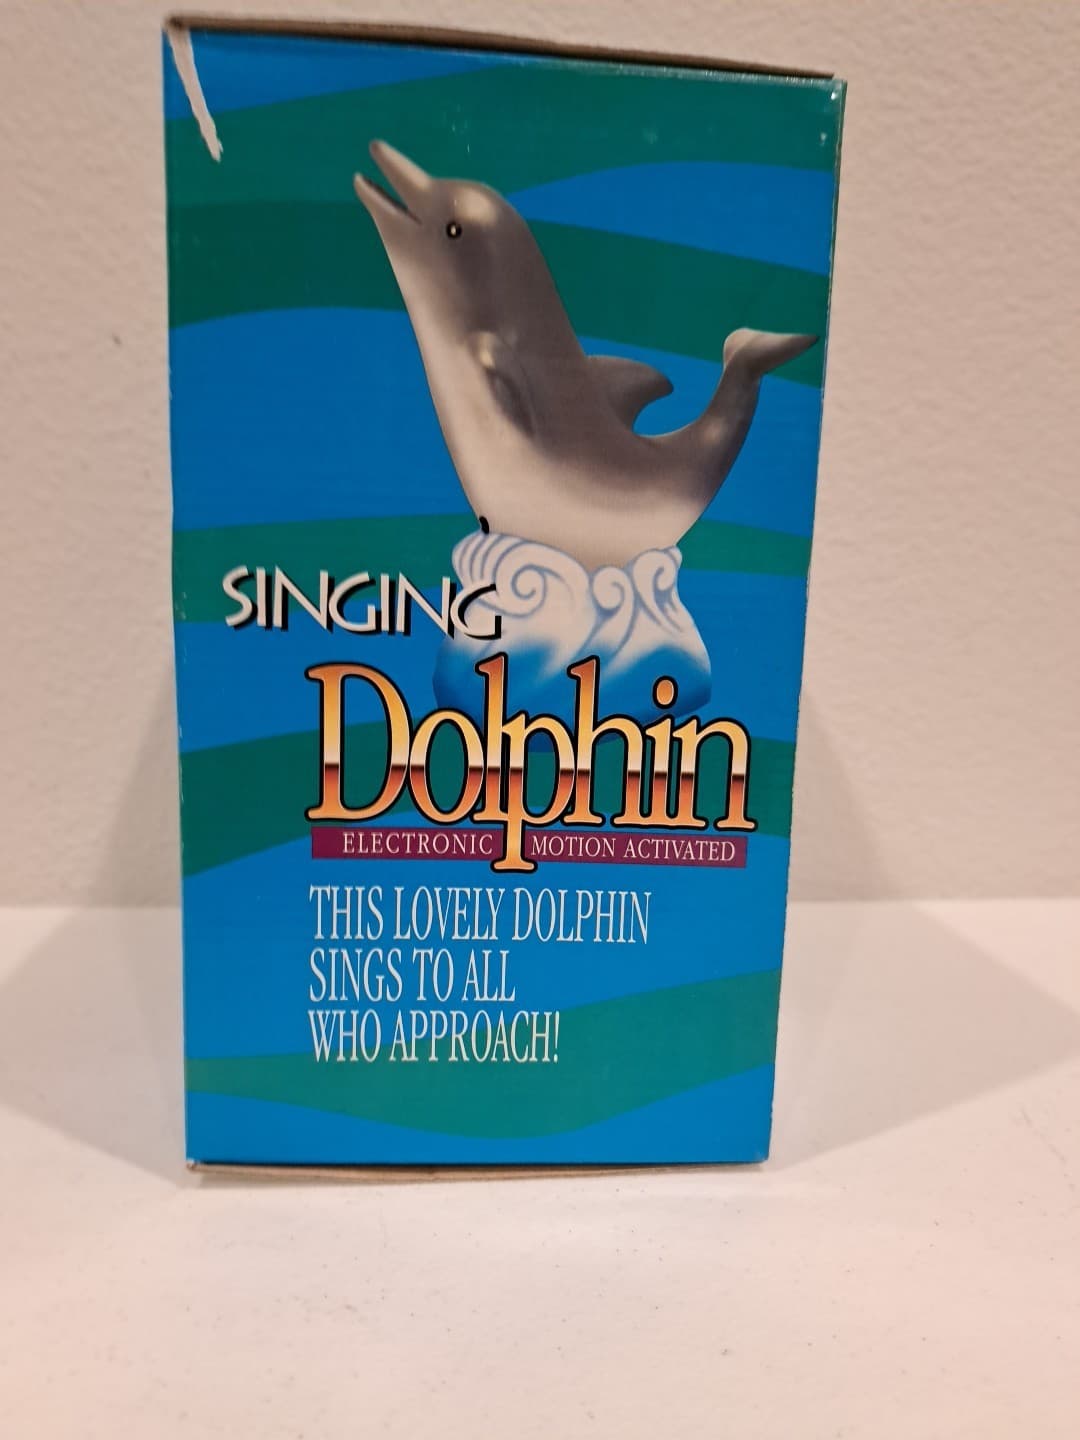 SINGING
Dolphin
ELECTRONIC MOTION ACTIVATED
THIS LOVELY DOLPHIN
SINGS TO ALL
WHO APPROACH!